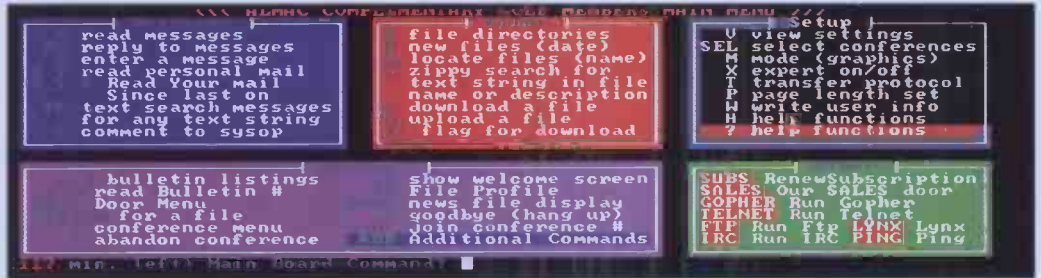 <<< ALMAC COMPLEMENTARY GOLD MEMBERS MAIN MENU >>>
read messages
reply to messages
enter a message
read personal mail
Read Your Mail
Since last on
text search messages
for any text string
comment to sysop
file directories
new files (date)
locate files (name)
zippy search for
text string in file
name or description
download a file
upload a file
flag for download
Setup
V view settings
SEL select conferences
M mode (graphics)
X expert on/off
T transfer protocol
P page length set
W write user info
H help functions
? help functions
bulletin listings
read Bulletin #
Door Menu
for a file
conference menu
abandon conference
show welcome screen
File Profile
news file display
goodbye (hang up)
join conference #
Additional Commands
SUBS RenewSubscription
SALES Our SALES door
GOPHER Run Gopher
TELNET Run Telnet
FTP Run Ftp LYNX Lynx
IRC Run IRC PING Ping
min. left) Main Board Command?